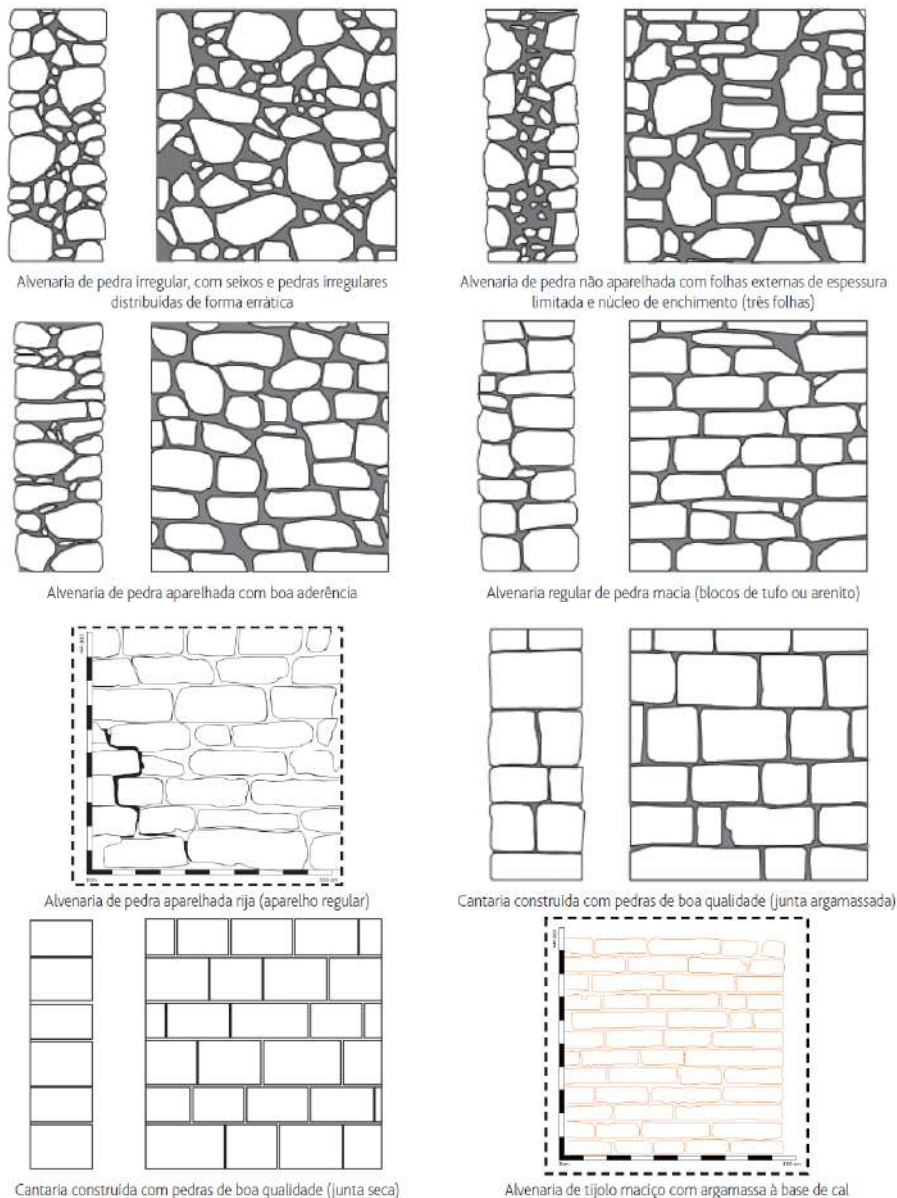 Alvenaria de pedra irregular, com seixos e pedras irregulares
distribuídas de forma errática
Alvenaria de pedra não aparelhada com folhas externas de espessura
limitada e núcleo de enchimento (três folhas)
Alvenaria de pedra aparelhada com boa aderência
Alvenaria regular de pedra macia (blocos de tufo ou arenito)
Alvenaria de pedra aparelhada rija (aparelho regular)
Cantaria construída com pedras de boa qualidade (junta argamassada)
Cantaria construída com pedras de boa qualidade (junta seca)
Alvenaria de tijolo maciço com argamassa à base de cal